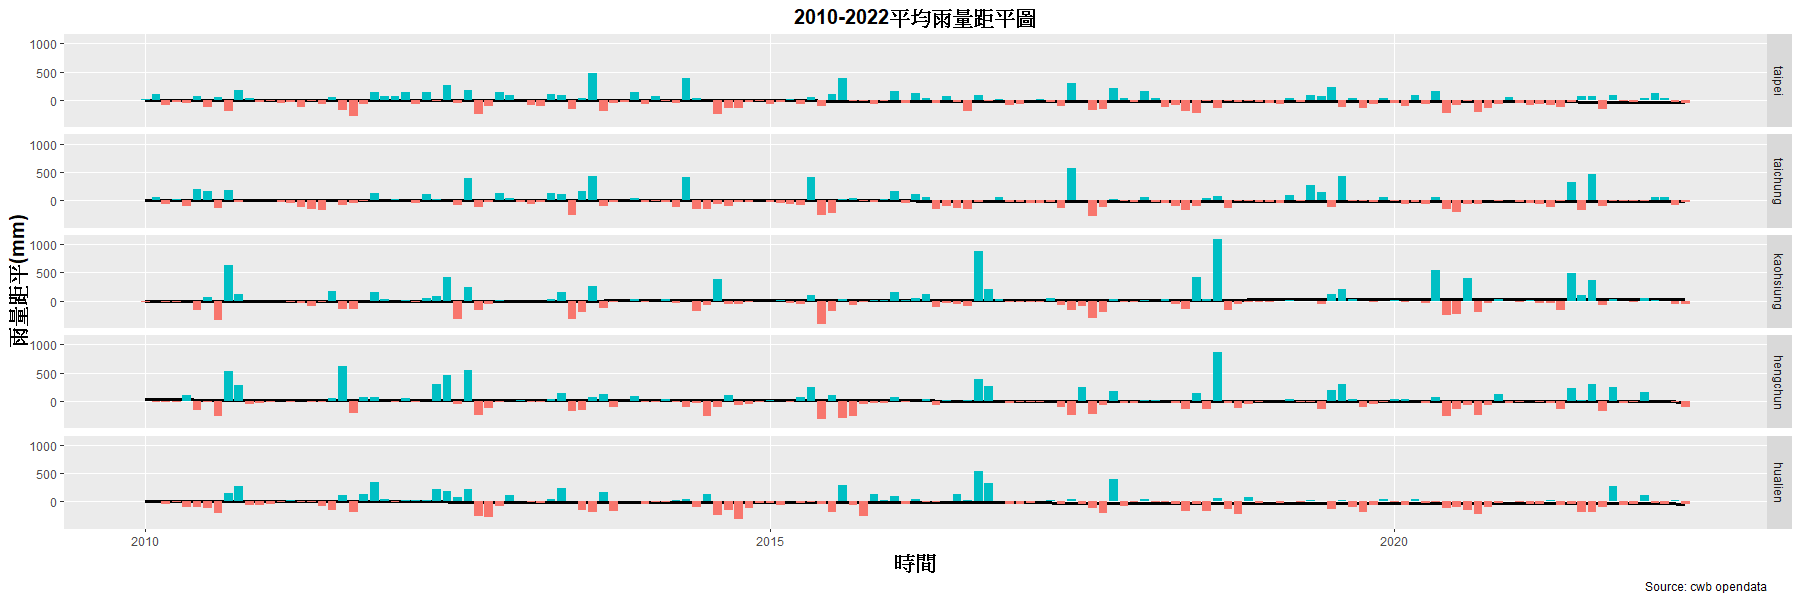 2010-2022平均雨量距平圖
雨量距平(mm)
1000
500
0
taipei
1000
500
0
taichung
1000
500
0
kaohsiung
1000
500
0
hengchun
1000
500
0
hualien
2010
2015
2020
時間
Source: cwb opendata